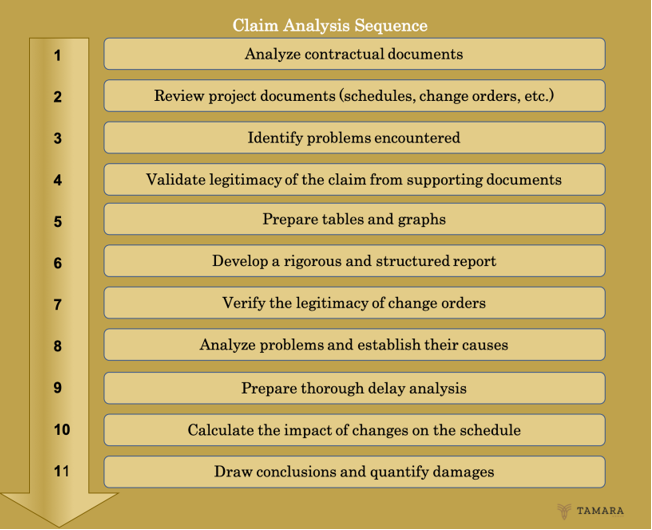 Claim Analysis Sequence
1 Analyze contractual documents
2 Review project documents (schedules, change orders, etc.)
3 Identify problems encountered
4 Validate legitimacy of the claim from supporting documents
5 Prepare tables and graphs
6 Develop a rigorous and structured report
7 Verify the legitimacy of change orders
8 Analyze problems and establish their causes
9 Prepare thorough delay analysis
10 Calculate the impact of changes on the schedule
11 Draw conclusions and quantify damages
TAMARA